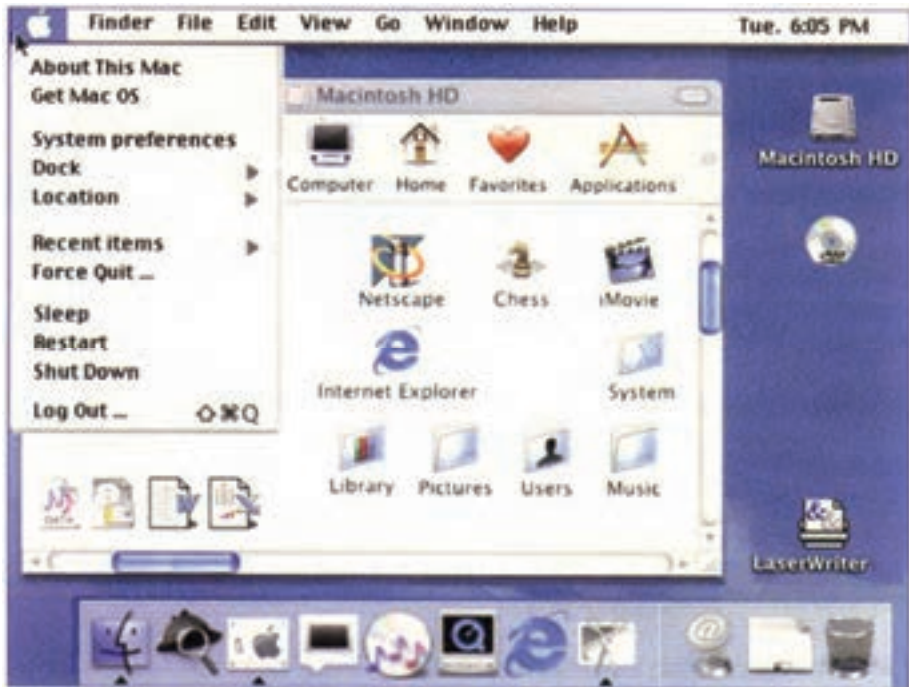 Finder File Edit View Go Window Help Tue. 6:05 PM
About This Mac
Get Mac OS
System preferences
Dock
Location
Recent items
Force Quit ...
Sleep
Restart
Shut Down
Log Out ... ⇧⌘Q
Macintosh HD
Computer Home Favorites Applications
Netscape Chess iMovie
Internet Explorer System
Library Pictures Users Music
Macintosh HD
LaserWriter